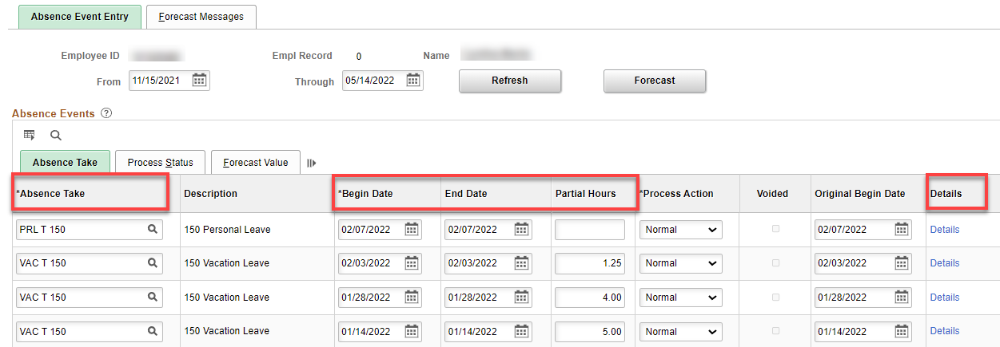 Absence Event Entry Forecast Messages
Employee ID Empl Record 0 Name
From 11/15/2021 Through 05/14/2022 Refresh Forecast
Absence Events ?
Absence Take Process Status Forecast Value
*Absence Take Description *Begin Date End Date Partial Hours *Process Action Voided Original Begin Date Details
PRL T 150 150 Personal Leave 02/07/2022 02/07/2022 Normal 02/07/2022 Details
VAC T 150 150 Vacation Leave 02/03/2022 02/03/2022 1.25 Normal 02/03/2022 Details
VAC T 150 150 Vacation Leave 01/28/2022 01/28/2022 4.00 Normal 01/28/2022 Details
VAC T 150 150 Vacation Leave 01/14/2022 01/14/2022 5.00 Normal 01/14/2022 Details